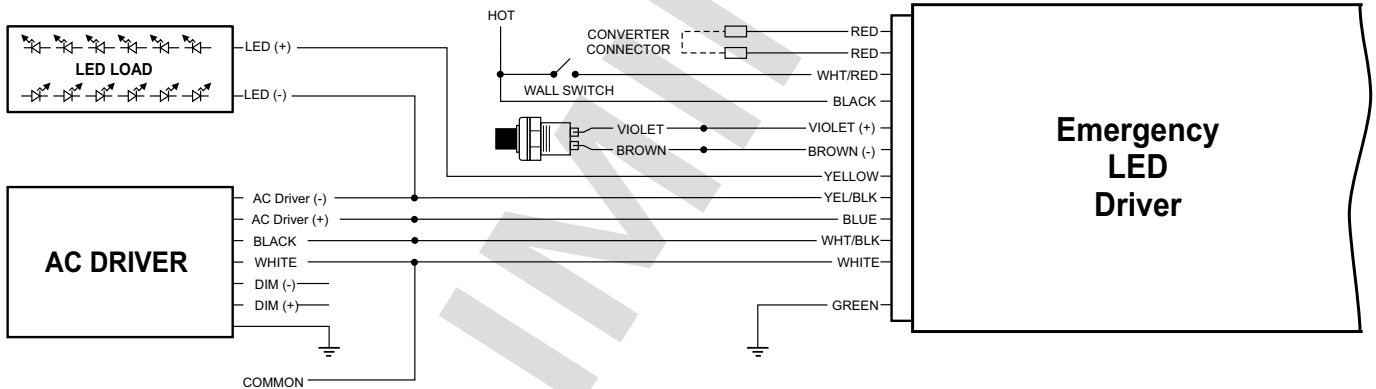 HOT
LED (+)
LED LOAD
LED (-)
CONVERTER
CONNECTOR
WALL SWITCH
VIOLET
BROWN
RED
RED
WHT/RED
BLACK
VIOLET (+)
BROWN (-)
YELLOW
YEL/BLK
BLUE
WHT/BLK
WHITE
GREEN
Emergency
LED
Driver
AC DRIVER
AC Driver (-)
AC Driver (+)
BLACK
WHITE
DIM (-)
DIM (+)
COMMON
IMI